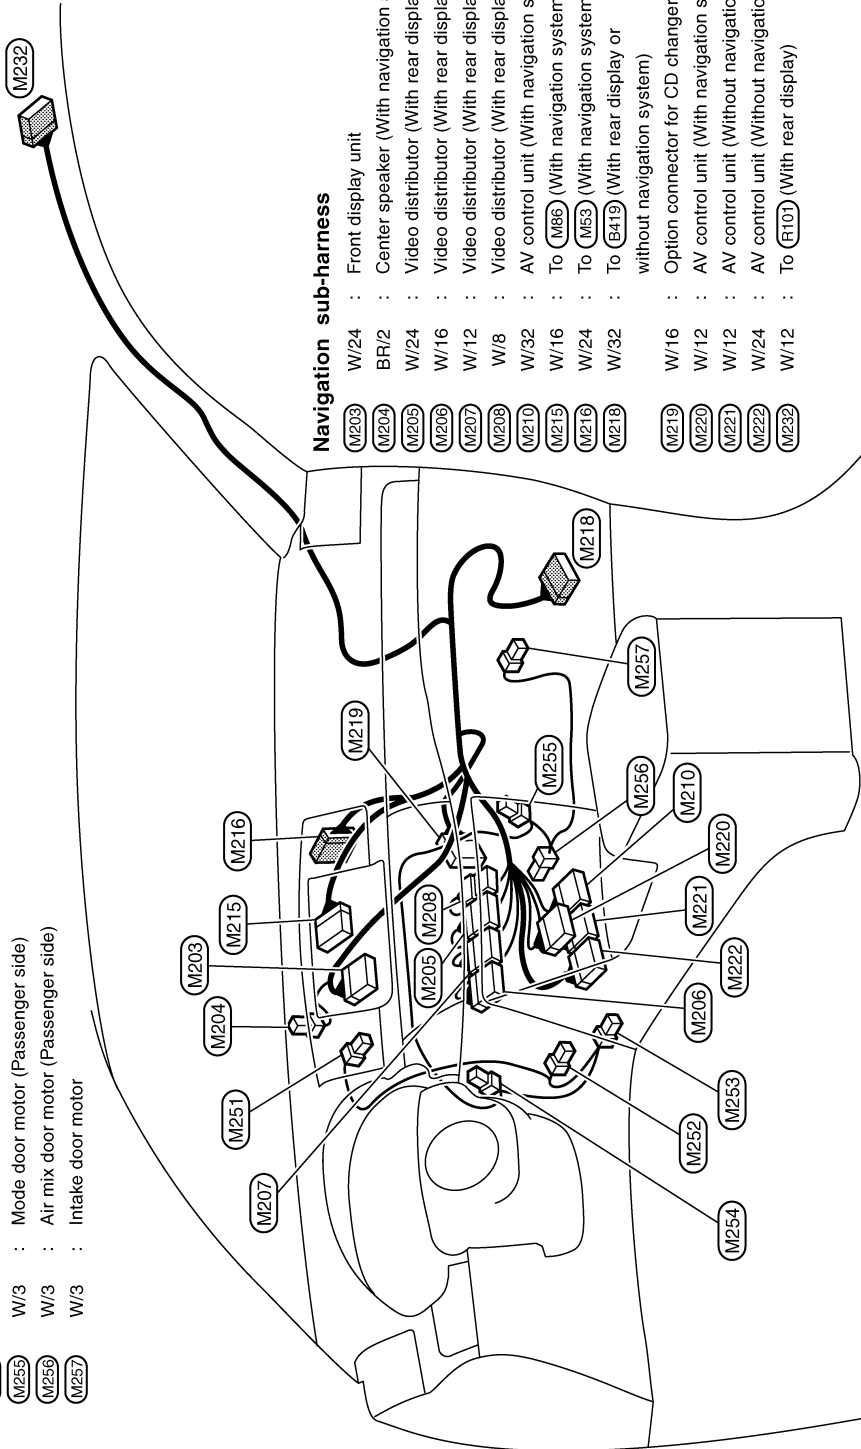 M255 W/3 : Mode door motor (Passenger side)
M256 W/3 : Air mix door motor (Passenger side)
M257 W/3 : Intake door motor
Navigation sub-harness
M203 W/24 : Front display unit
M204 BR/2 : Center speaker (With navigation
M205 W/24 : Video distributor (With rear
M206 W/16 : Video distributor (With rear
M207 W/12 : Video distributor (With rear
M208 W/8 : Video distributor (With rear
M210 W/32 : AV control unit (With navigation
M215 W/16 : To M86 (With navigation system
M216 W/24 : To M53 (With navigation system
M218 W/32 : To B419 (With rear display or
without navigation system)
M219 W/16 : Option connector for CD changer
M220 W/12 : AV control unit (With navigation
M221 W/12 : AV control unit (Without
M222 W/24 : AV control unit (Without
M232 W/12 : To R101 (With rear display)
M232
M218
M257
M219
M255
M256
M210
M216
M220
M208
M215
M221
M203
M205
M222
M204
M206
M251
M253
M252
M207
M254